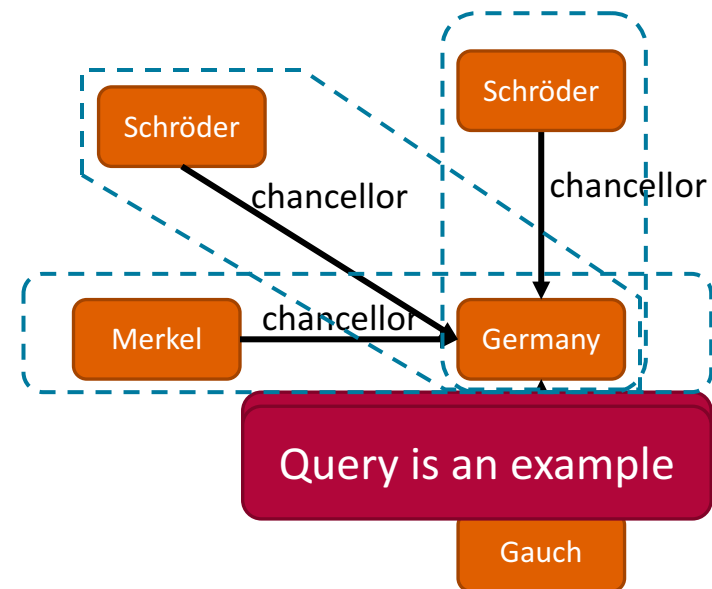 Schröder
Schröder
chancellor
chancellor
Merkel
chancellor
Germany
Query is an example
Gauch